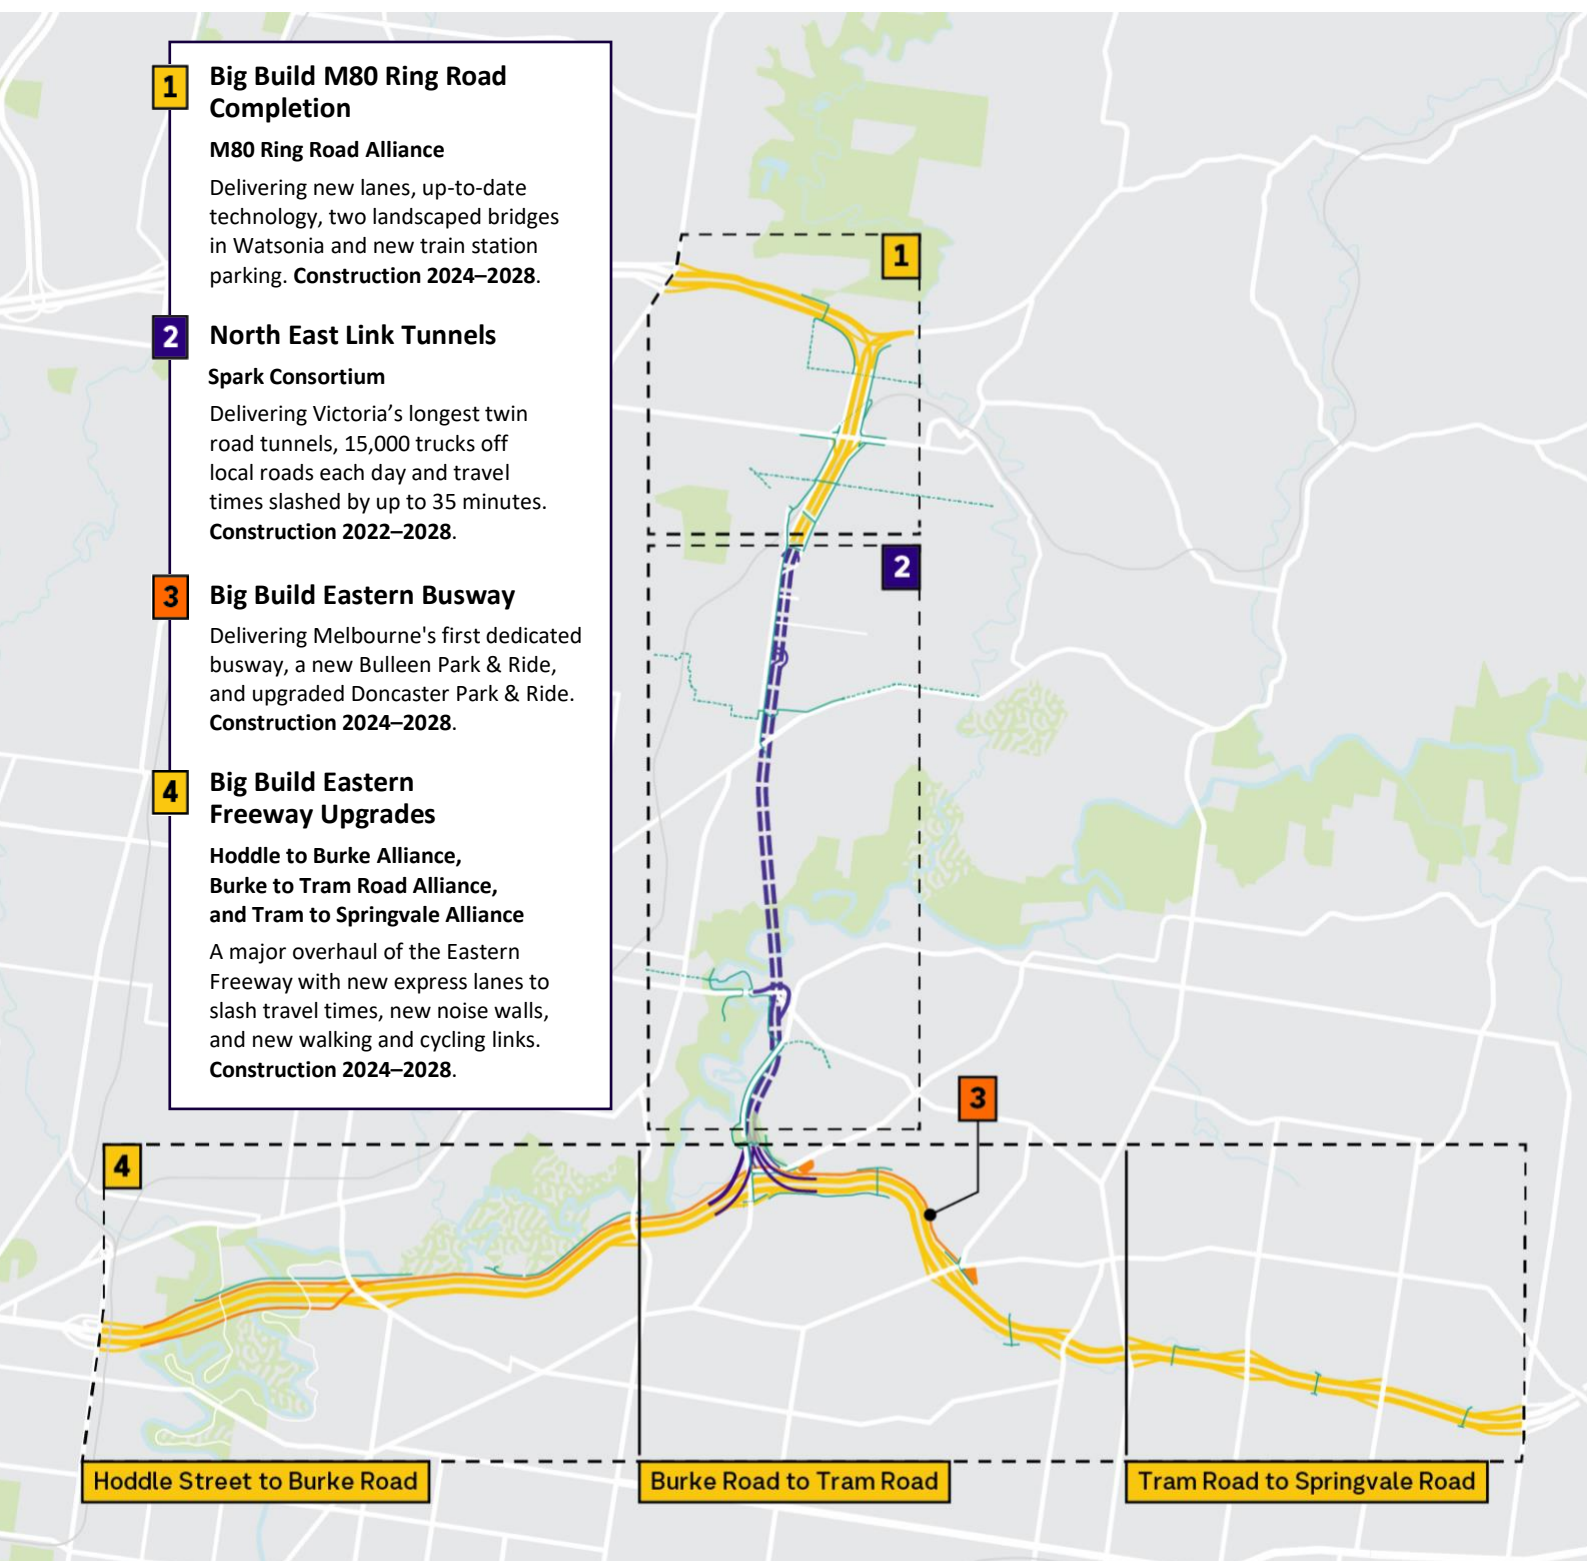 1
Big Build M80 Ring Road
Completion
M80 Ring Road Alliance
Delivering new lanes, up-to-date
technology, two landscaped bridges
in Watsonia and new train station
parking. Construction 2024–2028.
2
North East Link Tunnels
Spark Consortium
Delivering Victoria’s longest twin
road tunnels, 15,000 trucks off
local roads each day and travel
times slashed by up to 35 minutes.
Construction 2022–2028.
3
Big Build Eastern Busway
Delivering Melbourne's first dedicated
busway, a new Bulleen Park & Ride,
and upgraded Doncaster Park & Ride.
Construction 2024–2028.
4
Big Build Eastern
Freeway Upgrades
Hoddle to Burke Alliance,
Burke to Tram Road Alliance,
and Tram to Springvale Alliance
A major overhaul of the Eastern
Freeway with new express lanes to
slash travel times, new noise walls,
and new walking and cycling links.
Construction 2024–2028.
1
2
3
4
Hoddle Street to Burke Road
Burke Road to Tram Road
Tram Road to Springvale Road